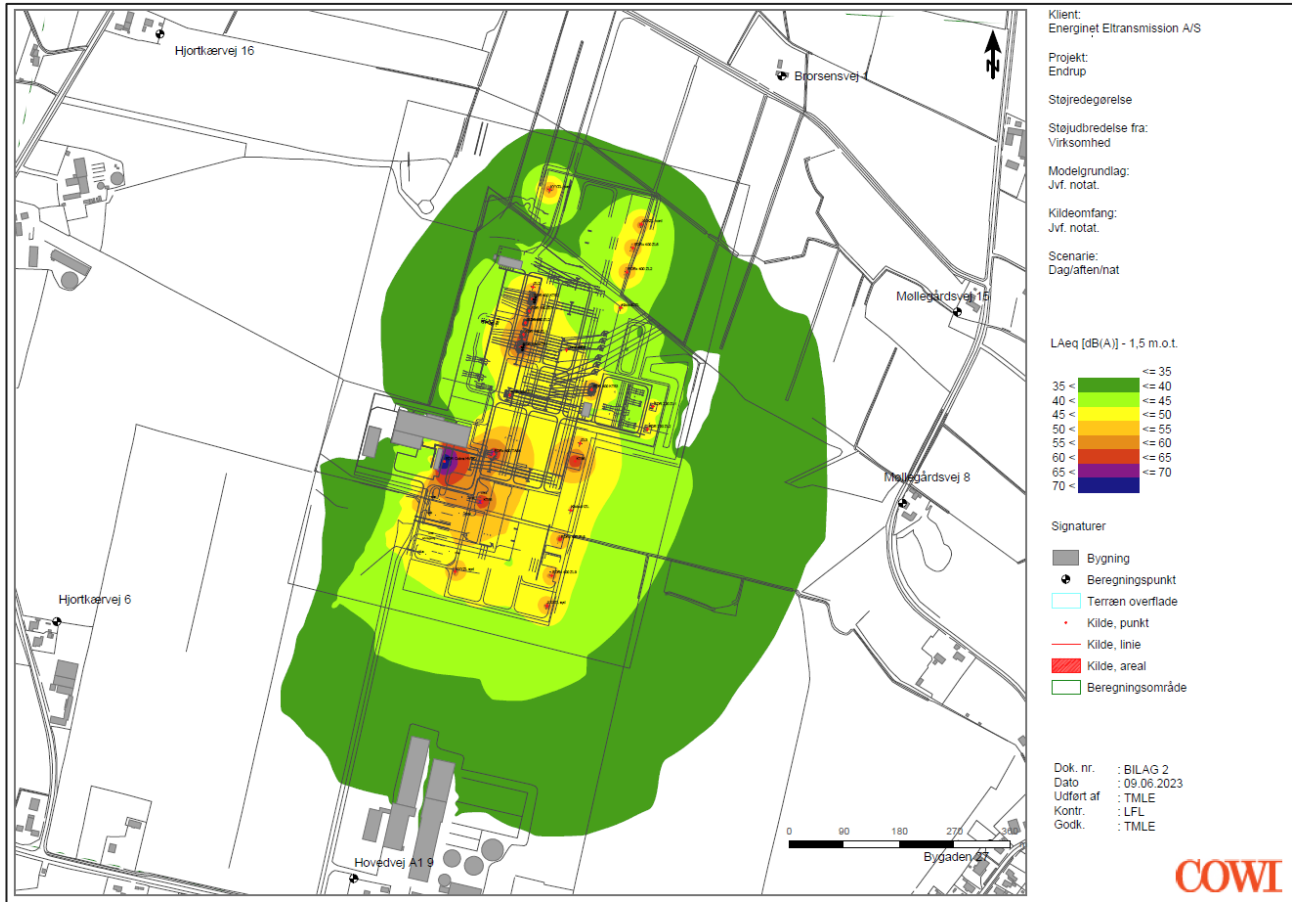 Hjortkærvej 16
Brorsensvej 1
N
Møllegårdsvej 15
Møllegårdsvej 8
Hjortkærvej 6
Hovedvej A1 9
Bygaden 27
0 90 180 270 360
Klient:
Energinet Eltransmission A/S
Projekt:
Endrup
Støjredegørelse
Støjudbredelse fra:
Virksomhed
Modelgrundlag:
Jvf. notat.
Kildeomfang:
Jvf. notat.
Scenarie:
Dag/aften/nat
LAeq [dB(A)] - 1,5 m.o.t.
<= 35
35 < <= 40
40 < <= 45
45 < <= 50
50 < <= 55
55 < <= 60
60 < <= 65
65 < <= 70
70 <
Signaturer
Bygning
Beregningspunkt
Terræn overflade
Kilde, punkt
Kilde, linie
Kilde, areal
Beregningsområde
Dok. nr. : BILAG 2
Dato : 09.06.2023
Udført af : TMLE
Kontr. : LFL
Godk. : TMLE
COWI